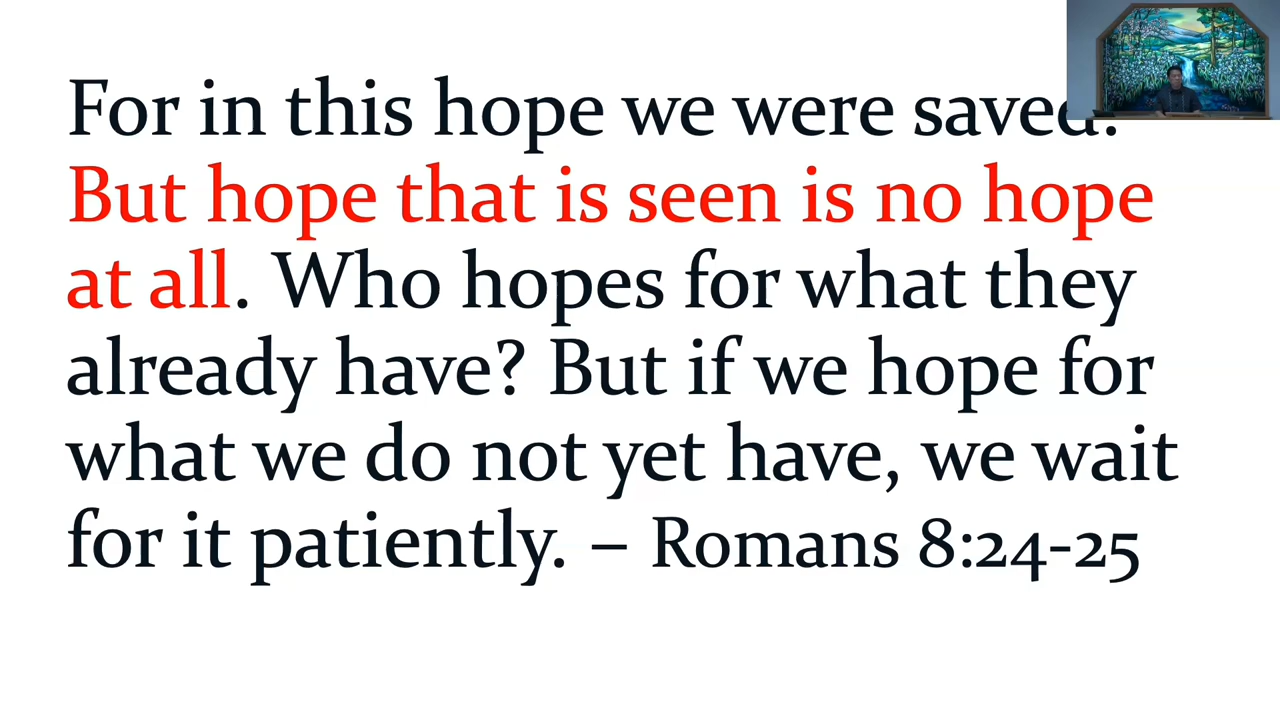 For in this hope we were saved.
But hope that is seen is no hope
at all. Who hopes for what they
already have? But if we hope for
what we do not yet have, we wait
for it patiently. – Romans 8:24-25